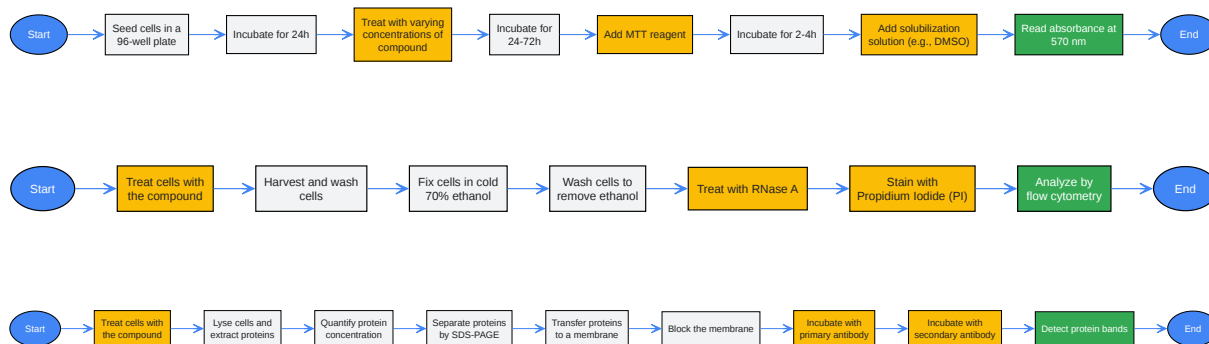 Start
Seed cells in a
96-well plate
Incubate for 24h
Treat with varying
concentrations of
compound
Incubate for
24-72h
Add MTT reagent
Incubate for 2-4h
Add solubilization
solution (e.g., DMSO)
Read absorbance at
570 nm
End
Start
Treat cells with
the compound
Harvest and wash
cells
Fix cells in cold
70% ethanol
Wash cells to
remove ethanol
Treat with RNase A
Stain with
Propidium Iodide (PI)
Analyze by
flow cytometry
End
Start
Treat cells with
the compound
Lyse cells and
extract proteins
Quantify protein
concentration
Separate proteins
by SDS-PAGE
Transfer proteins
to a membrane
Block the membrane
Incubate with
primary antibody
Incubate with
secondary antibody
Detect protein bands
End